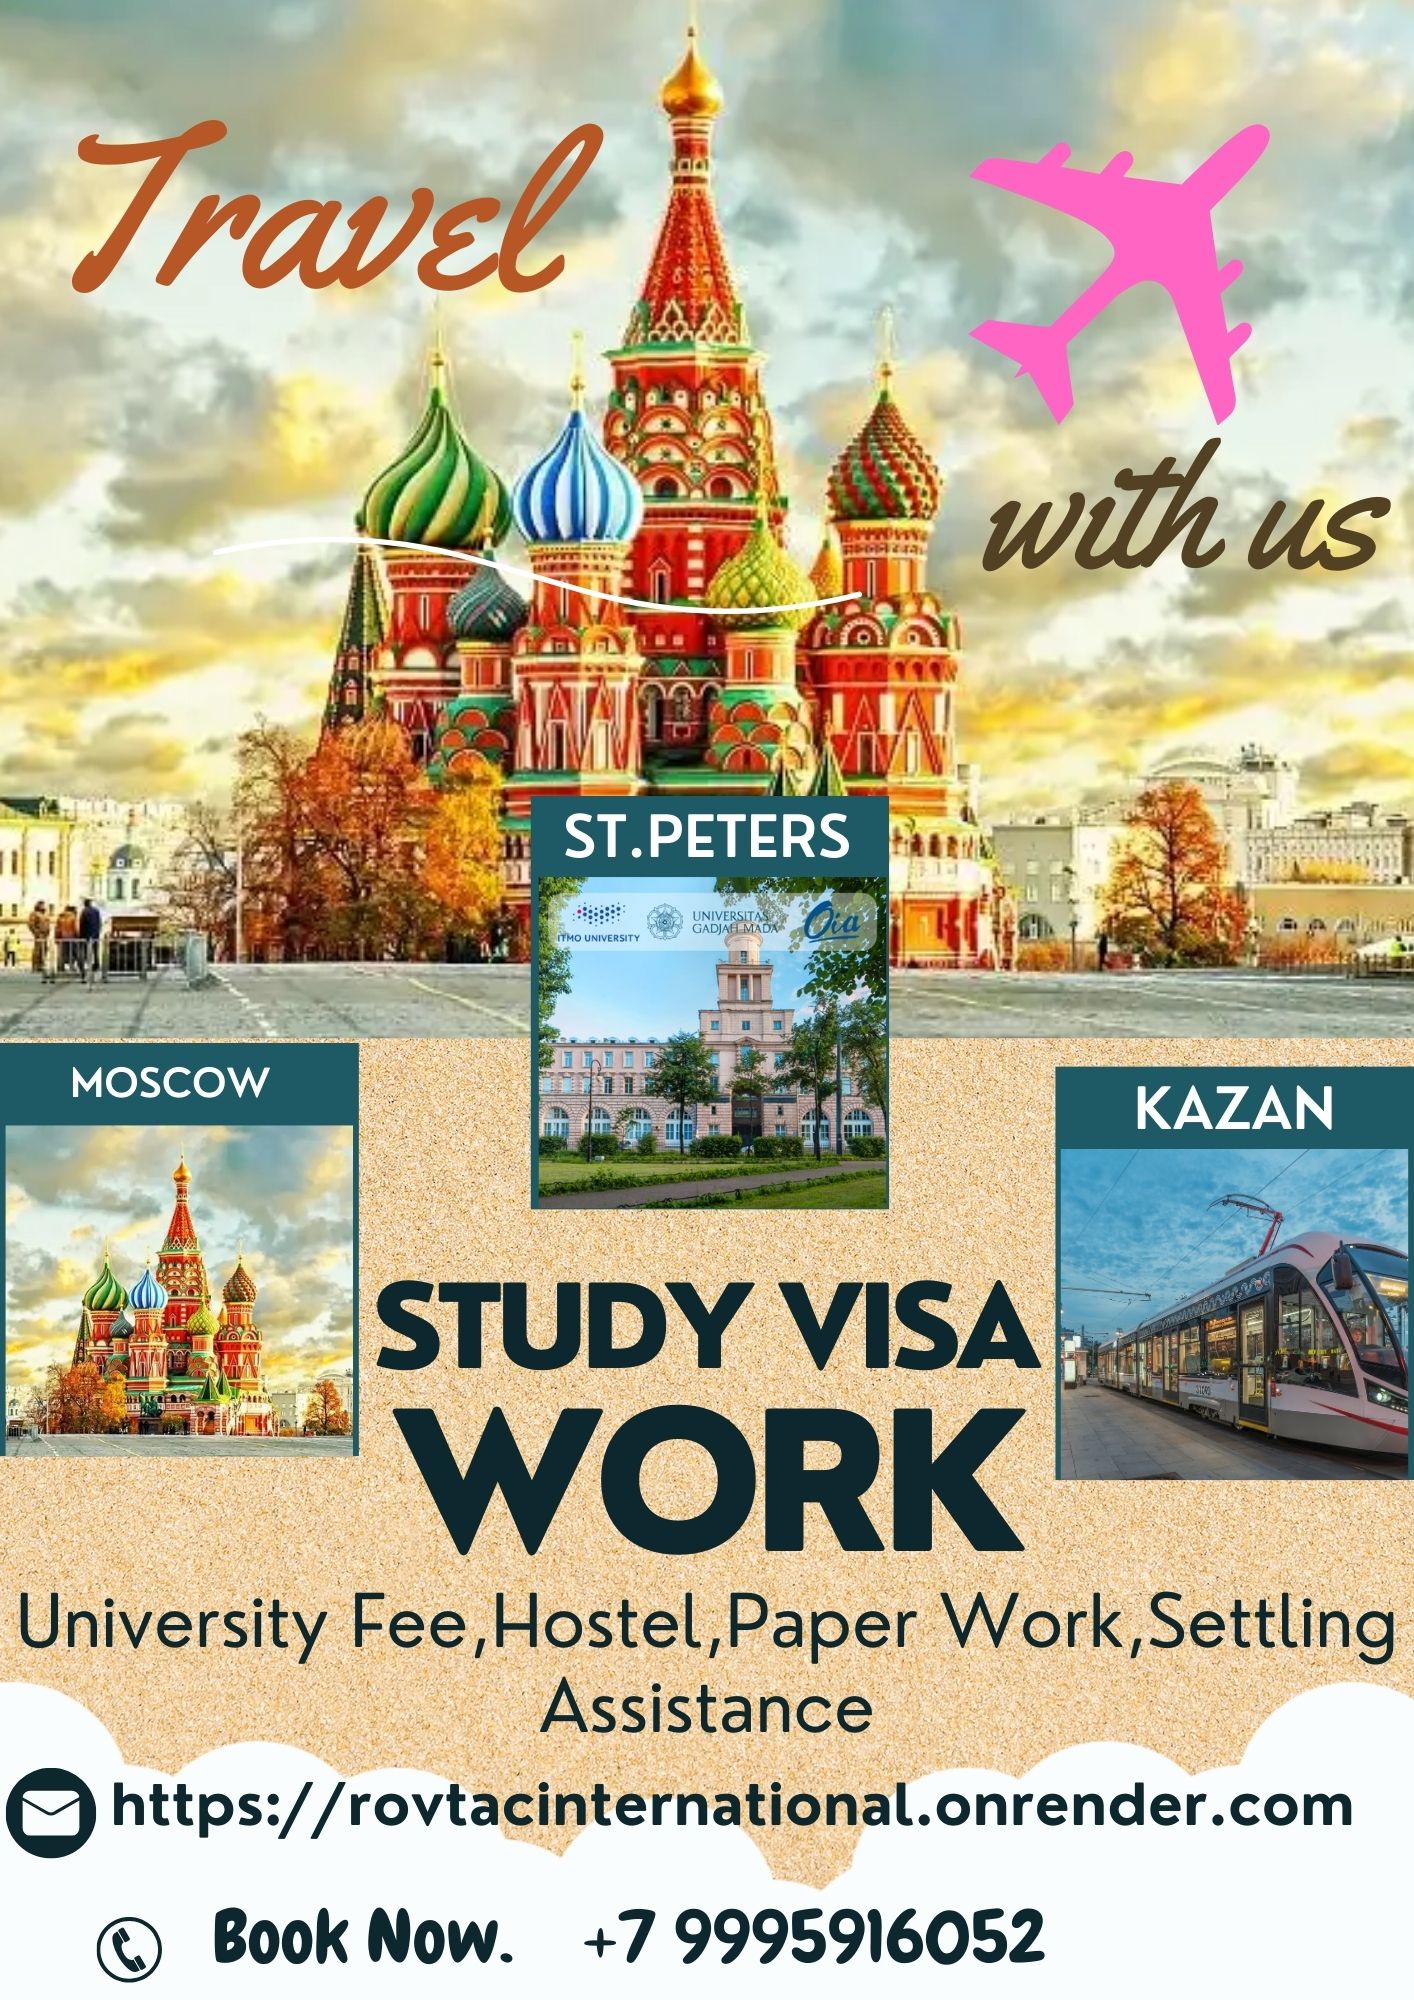 Travel
with us
ST.PETERS
ITMO UNIVERSITY
UNIVERSITAS
GADJAH MADA
Oia
MOSCOW
KAZAN
STUDY VISA
WORK
University Fee,Hostel,Paper Work,Settling
Assistance
https://rovtacinternational.onrender.com
Book Now. +7 9995916052